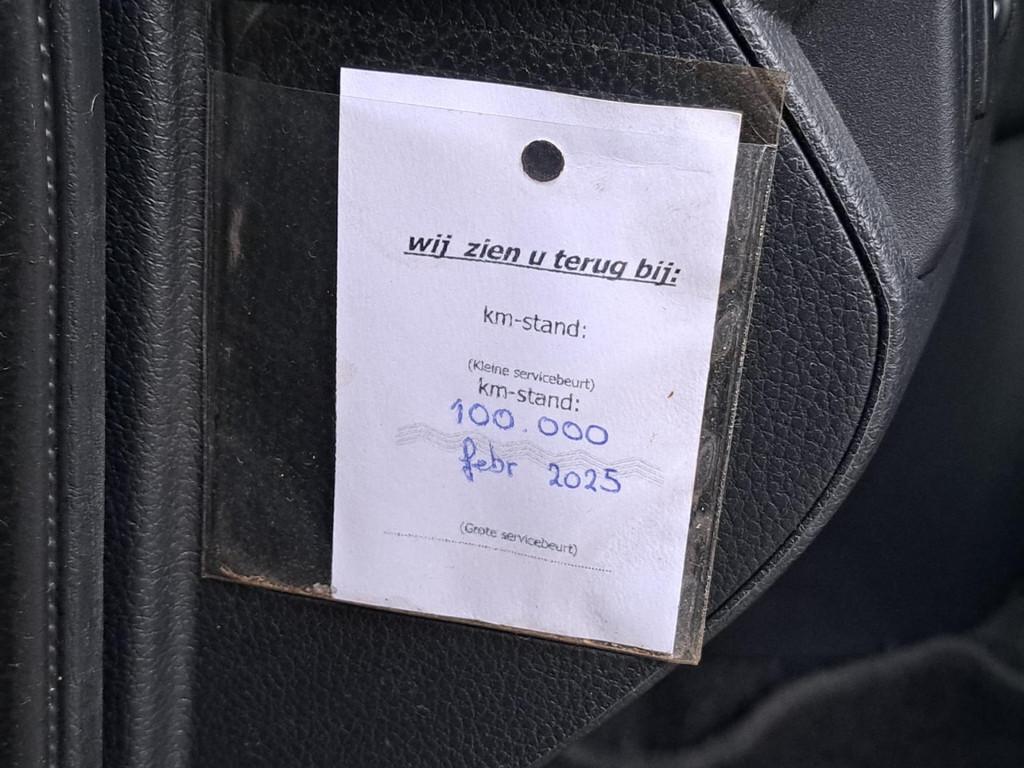 wij zien u terug bij:
km-stand:
(Kleine servicebeurt)
km-stand:
100.000
febr 2025
(Grote servicebeurt)